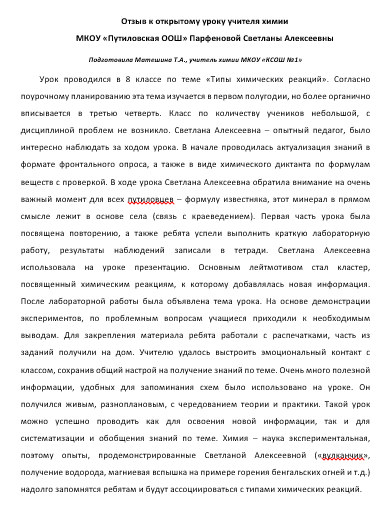 Отзыв к открытому уроку учителя химии
МКОУ «Путиловская ООШ» Парфеновой Светланы Алексеевны
Подготовила Матешина Т.А., учитель химии МКОУ «КСОШ №1»
Урок проводился в 8 классе по теме «Типы химических реакций». Согласно
поурочному планированию эта тема изучается в первом полугодии, но более органично
вписывается в третью четверть. Класс по количеству учеников небольшой, с
дисциплиной проблем не возникло. Светлана Алексеевна – опытный педагог, было
интересно наблюдать за ходом урока. В начале проводилась актуализация знаний в
формате фронтального опроса, а также в виде химического диктанта по формулам
веществ с проверкой. В ходе урока Светлана Алексеевна обратила внимание на очень
важный момент для всех путиловцев – формулу известняка, этот минерал в прямом
смысле лежит в основе села (связь с краеведением). Первая часть урока была
посвящена повторению, а также ребята успели выполнить краткую лабораторную
работу, результаты наблюдений записали в тетради. Светлана Алексеевна
использовала на уроке презентацию. Основным лейтмотивом стал кластер,
посвященный химическим реакциям, к которому добавлялась новая информация.
После лабораторной работы была объявлена тема урока. На основе демонстрации
экспериментов, по проблемным вопросам учащиеся приходили к необходимым
выводам. Для закрепления материала ребята работали с распечатками, часть из
заданий получили на дом. Учителю удалось выстроить эмоциональный контакт с
классом, сохранив общий настрой на получение знаний по теме. Очень много полезной
информации, удобных для запоминания схем было использовано на уроке. Он
получился живым, разноплановым, с чередованием теории и практики. Такой урок
можно успешно проводить как для освоения новой информации, так и для
систематизации и обобщения знаний по теме. Химия – наука экспериментальная,
поэтому опыты, продемонстрированные Светланой Алексеевной («вулканчик»,
получение водорода, магниевая вспышка на примере горения бенгальских огней и т.д.)
надолго запомнятся ребятам и будут ассоциироваться с типами химических реакций.